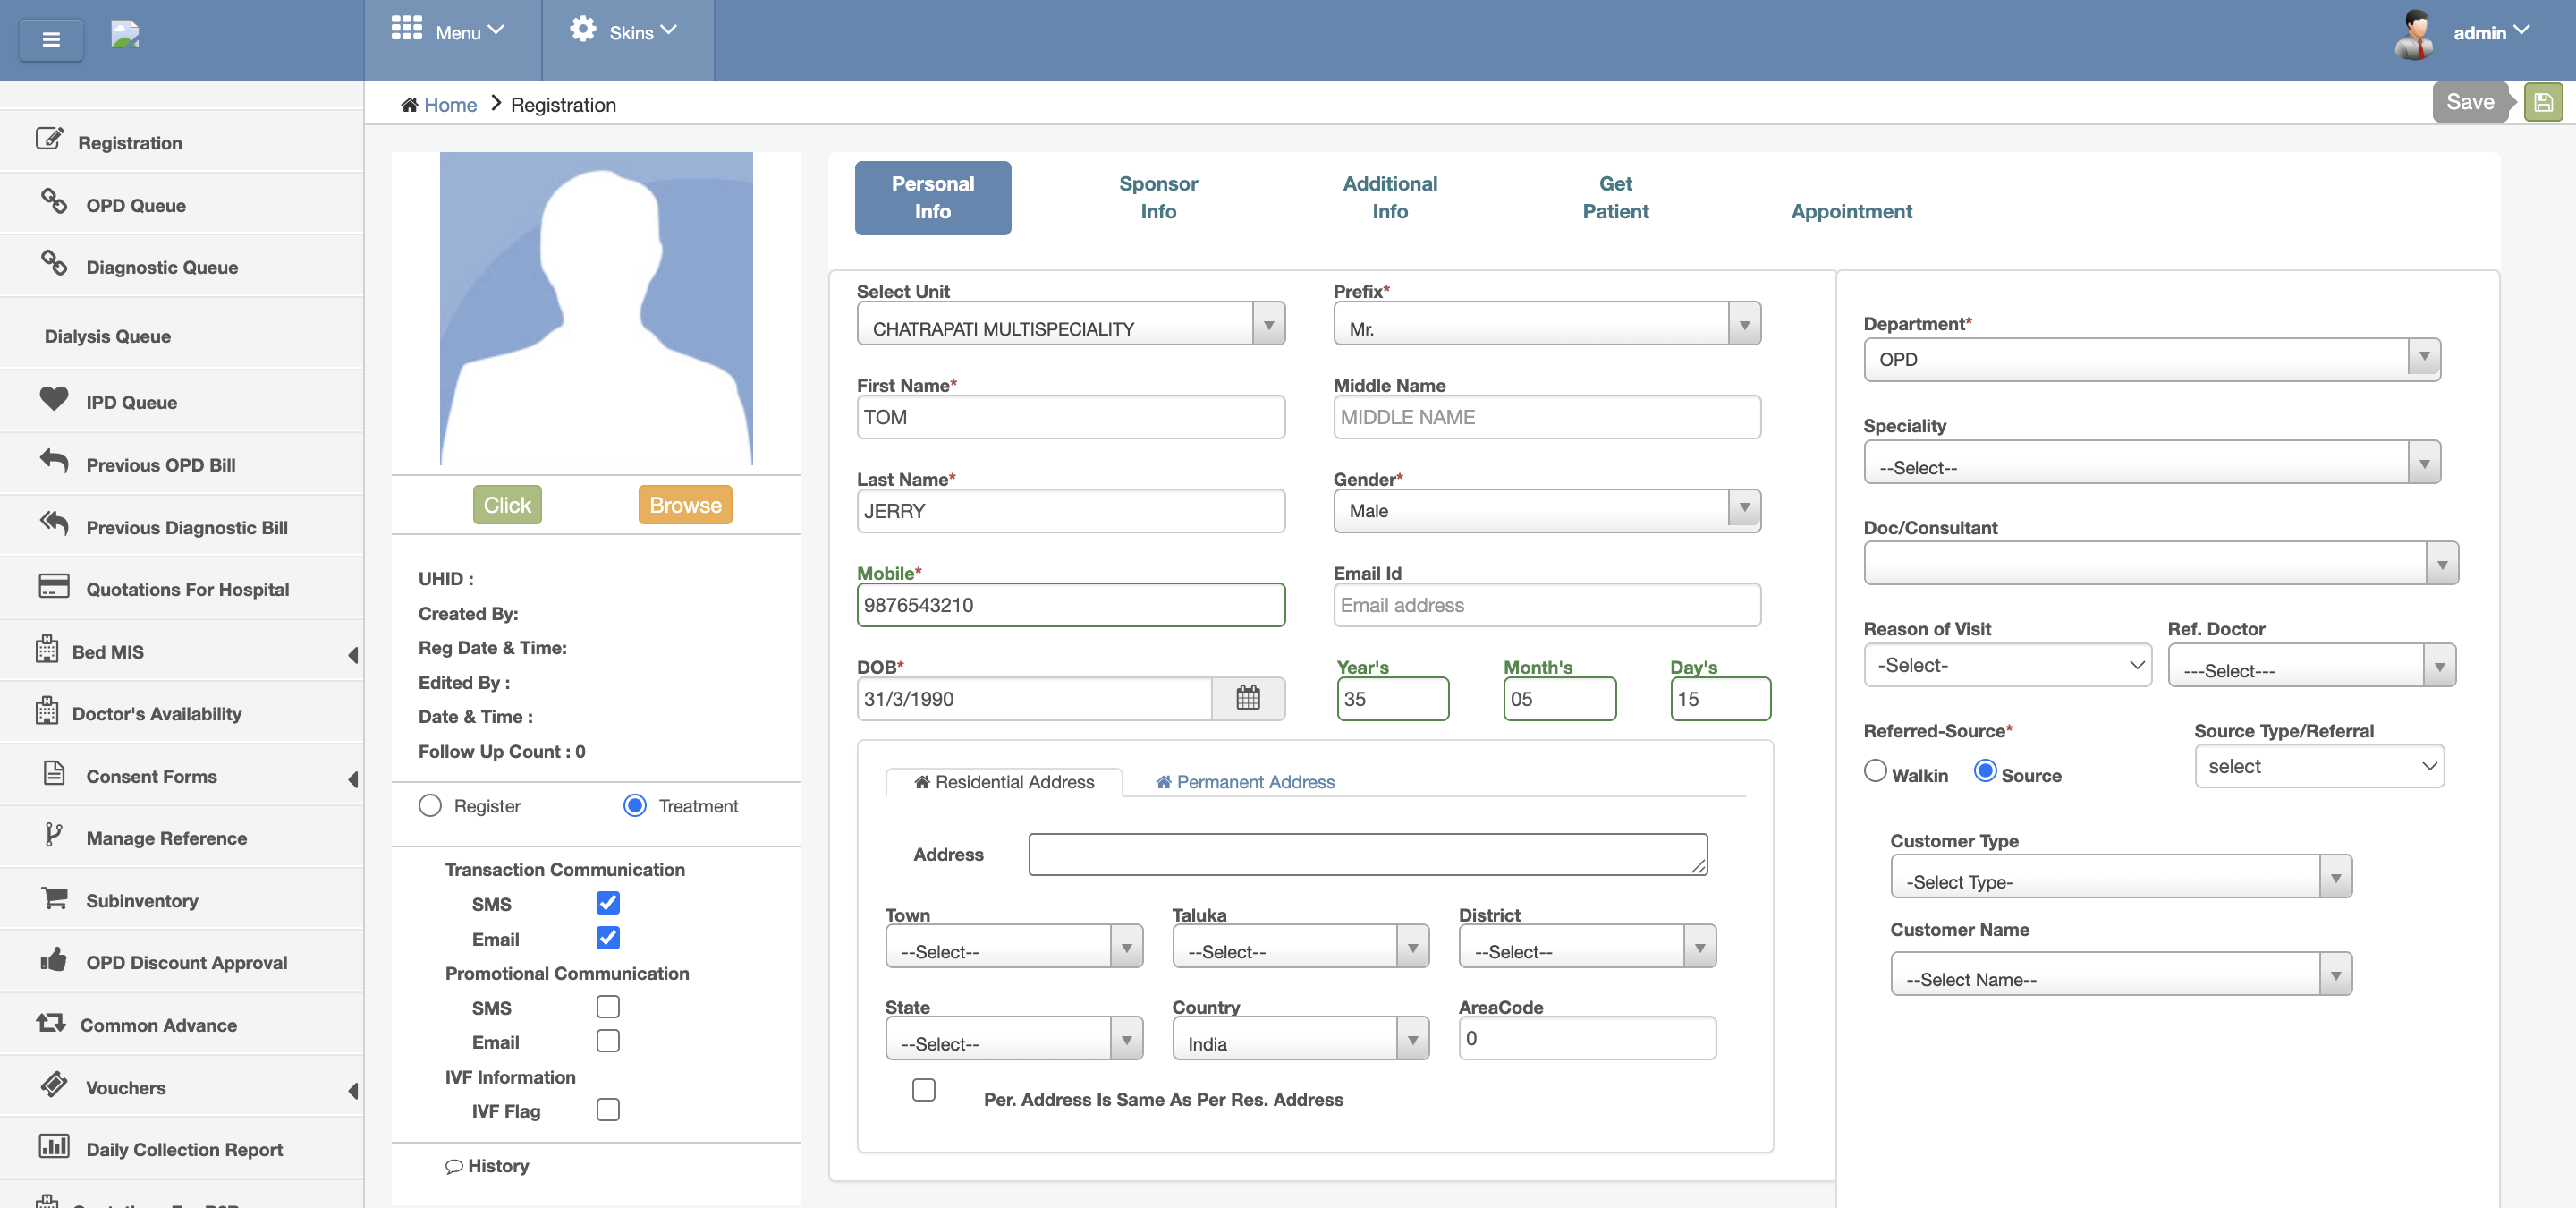 Menu
Skins
admin
Home
Registration
Save
Registration
OPD Queue
Diagnostic Queue
Dialysis Queue
IPD Queue
Previous OPD Bill
Previous Diagnostic Bill
Quotations For Hospital
Bed MIS
Doctor's Availability
Consent Forms
Manage Reference
Subinventory
OPD Discount Approval
Common Advance
Vouchers
Daily Collection Report
Click
Browse
UHID :
Created By:
Reg Date & Time:
Edited By :
Date & Time :
Follow Up Count : 0
Register
Treatment
Transaction Communication
SMS
Email
Promotional Communication
SMS
Email
IVF Information
IVF Flag
History
Personal
Info
Sponsor
Info
Additional
Info
Get
Patient
Appointment
Select Unit
CHATRAPATI MULTISPECIALITY
Prefix*
Mr.
First Name*
TOM
Middle Name
MIDDLE NAME
Last Name*
JERRY
Gender*
Male
Mobile*
9876543210
Email Id
Email address
DOB*
31/3/1990
Year's
35
Month's
05
Day's
15
Residential Address
Permanent Address
Address
Town
--Select--
Taluka
--Select--
District
--Select--
State
--Select--
Country
India
AreaCode
0
Per. Address Is Same As Per Res. Address
Department*
OPD
Speciality
--Select--
Doc/Consultant
Reason of Visit
-Select-
Ref. Doctor
---Select---
Referred-Source*
Walkin
Source
Source Type/Referral
select
Customer Type
-Select Type-
Customer Name
--Select Name--